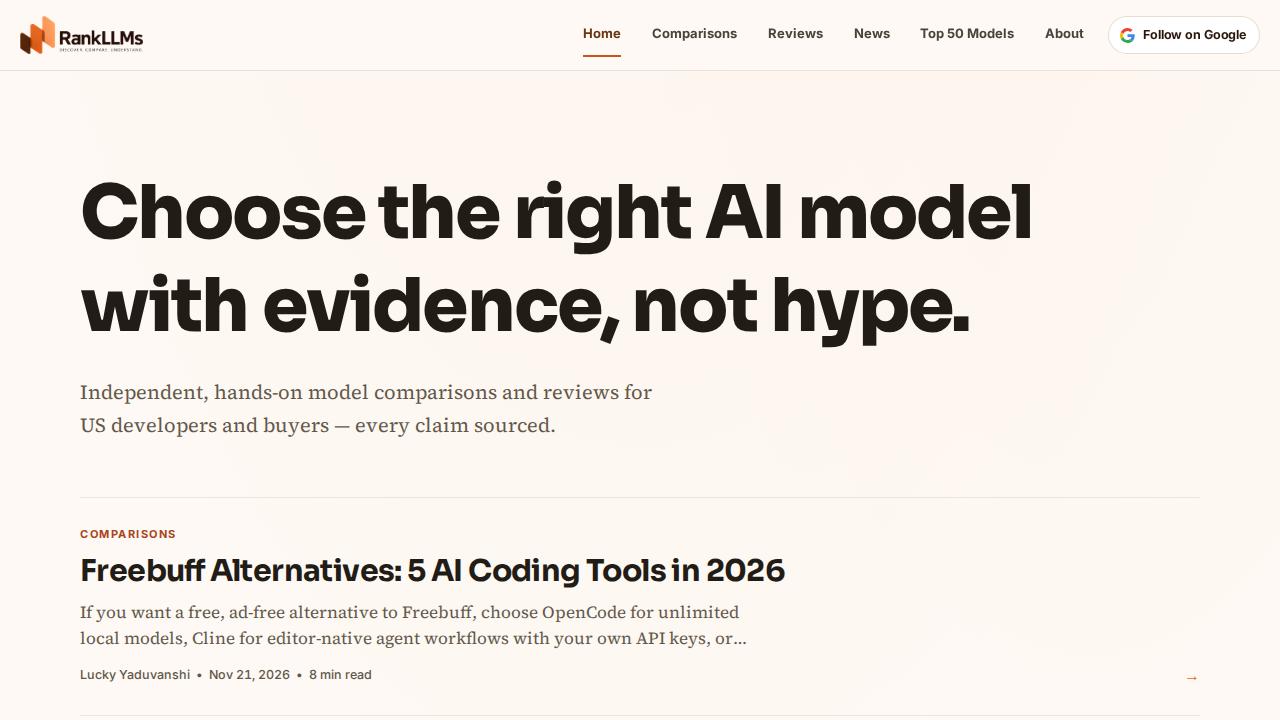 RankLLMs
DISCOVER. COMPARE. UNDERSTAND.
Home
Comparisons
Reviews
News
Top 50 Models
About
Follow on Google
Choose the right AI model
with evidence, not hype.
Independent, hands-on model comparisons and reviews for
US developers and buyers — every claim sourced.
COMPARISONS
Freebuff Alternatives: 5 AI Coding Tools in 2026
If you want a free, ad-free alternative to Freebuff, choose OpenCode for unlimited
local models, Cline for editor-native agent workflows with your own API keys, or…
Lucky Yaduvanshi • Nov 21, 2026 • 8 min read
→